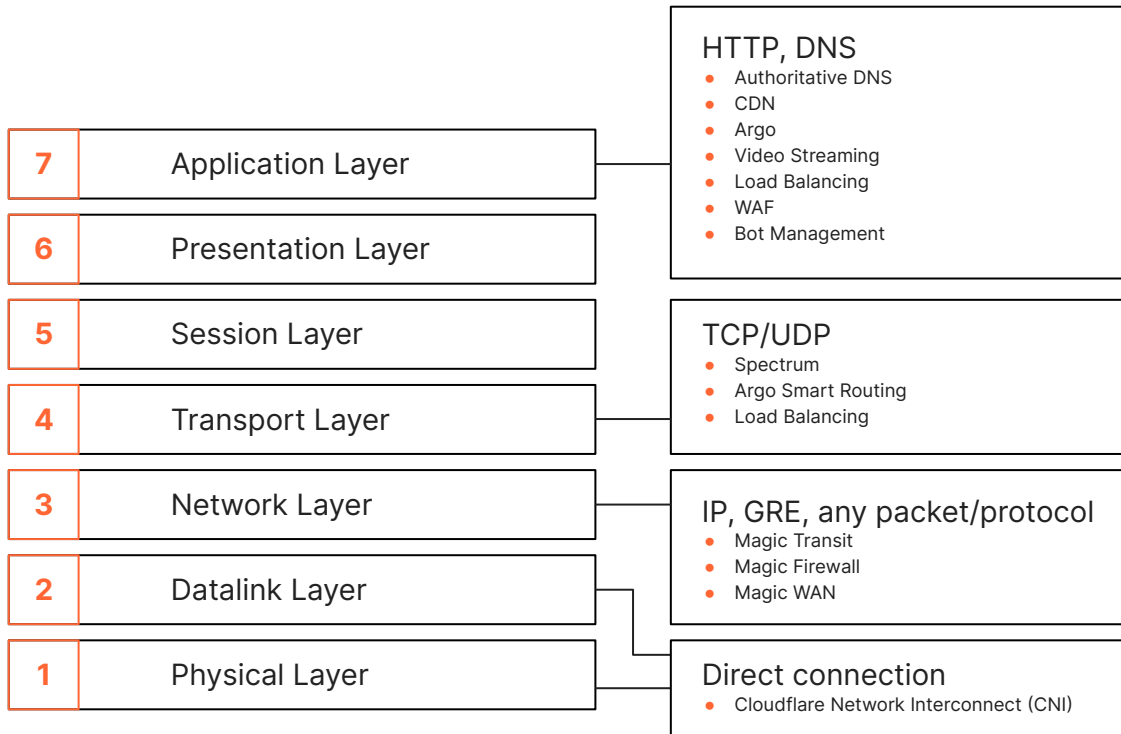 7 Application Layer
6 Presentation Layer
5 Session Layer
4 Transport Layer
3 Network Layer
2 Datalink Layer
1 Physical Layer
HTTP, DNS
Authoritative DNS
CDN
Argo
Video Streaming
Load Balancing
WAF
Bot Management
TCP/UDP
Spectrum
Argo Smart Routing
Load Balancing
IP, GRE, any packet/protocol
Magic Transit
Magic Firewall
Magic WAN
Direct connection
Cloudflare Network Interconnect (CNI)